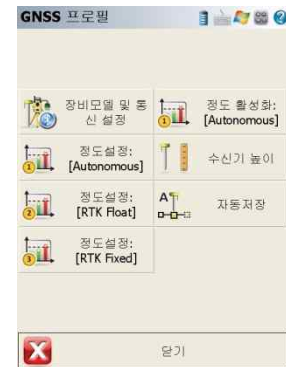 GNSS 프로필
장비모델 및 통
신 설정
정도 활성화:
[Autonomous]
정도설정:
[Autonomous]
수신기 높이
정도설정:
[RTK Float]
자동저장
정도설정:
[RTK Fixed]
닫기